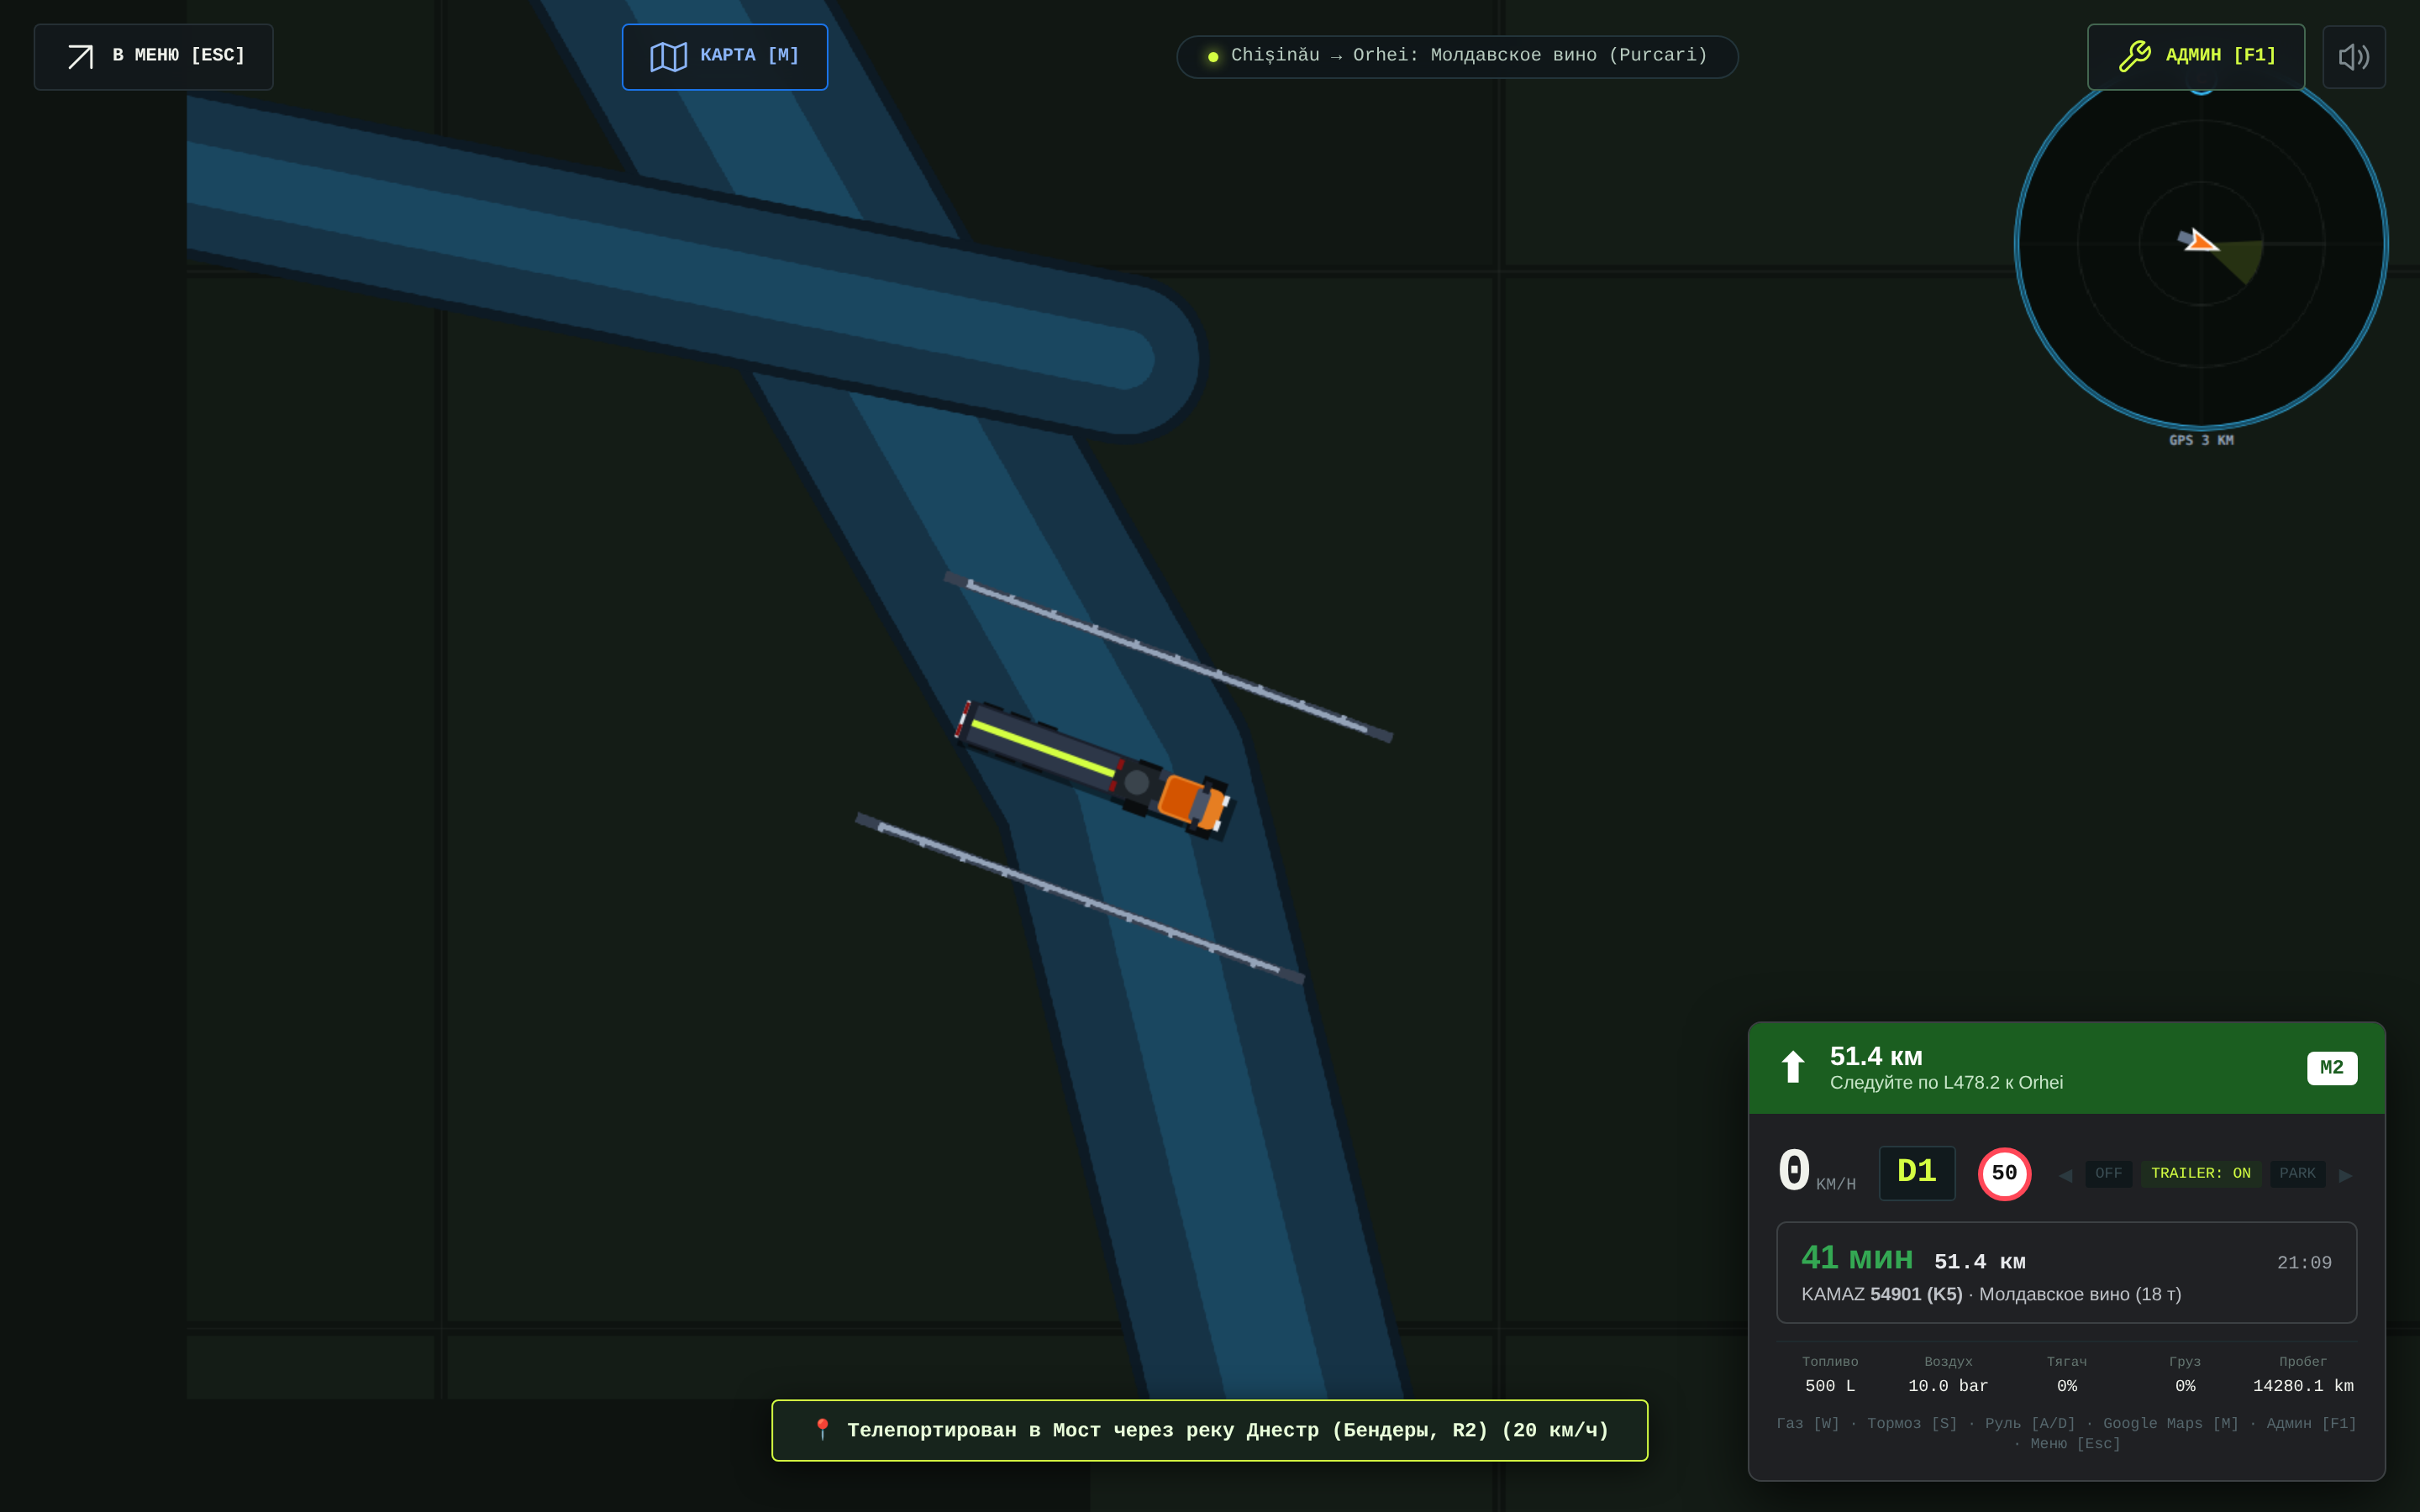 В МЕНЮ [ESC]
КАРТА [M]
Chișinău → Orhei: Молдавское вино (Purcari)
АДМИН [F1]
GPS 3 KM
51.4 км
Следуйте по L478.2 к Orhei
M2
0 KM/H
D1
50
◀ OFF TRAILER: ON PARK ▶
41 мин 51.4 км 21:09
KAMAZ 54901 (K5) · Молдавское вино (18 т)
Топливо Воздух Тягач Груз Пробег
500 L 10.0 bar 0% 0% 14280.1 km
Газ [W] · Тормоз [S] · Руль [A/D] · Google Maps [M] · Админ [F1]
· Меню [Esc]
📍 Телепортирован в Мост через реку Днестр (Бендеры, R2) (20 км/ч)